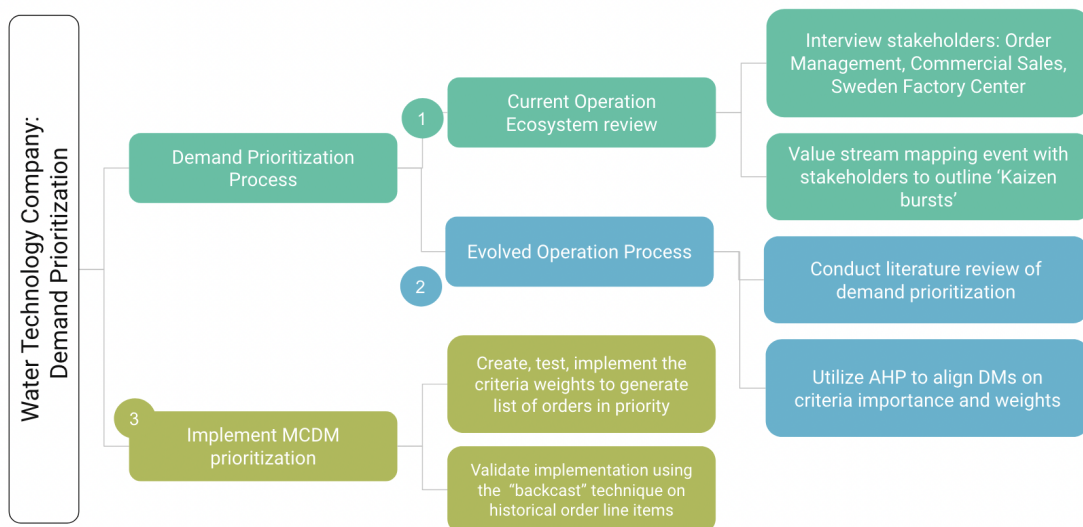 Water Technology Company:
Demand Prioritization
Demand Prioritization
Process
1
Current Operation
Ecosystem review
Interview stakeholders: Order
Management, Commercial Sales,
Sweden Factory Center
Value stream mapping event with
stakeholders to outline ‘Kaizen
bursts’
2
Evolved Operation Process
Conduct literature review of
demand prioritization
Utilize AHP to align DMs on
criteria importance and weights
3
Implement MCDM
prioritization
Create, test, implement the
criteria weights to generate
list of orders in priority
Validate implementation using
the “backcast” technique on
historical order line items